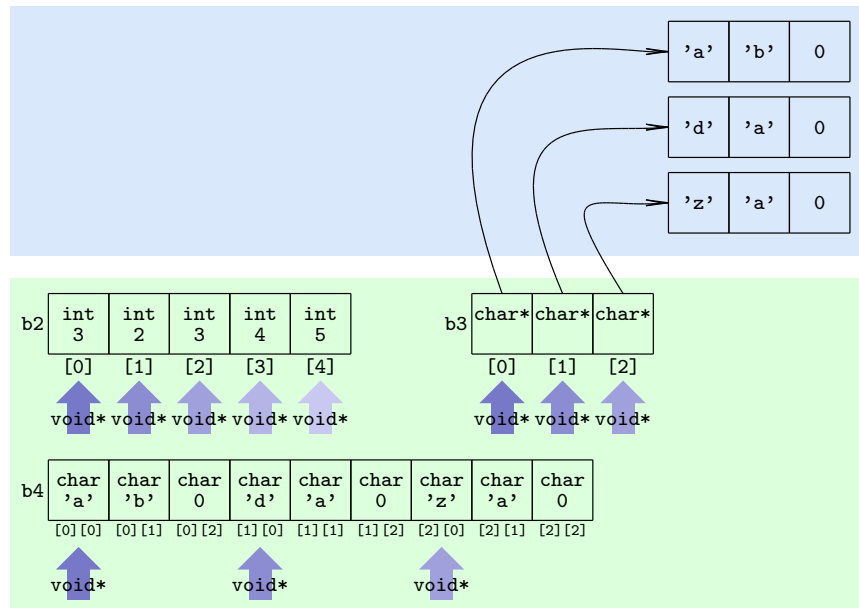 ’a’ ’b’ 0
’d’ ’a’ 0
’z’ ’a’ 0
b2 int 3 int 2 int 3 int 4 int 5
[0] [1] [2] [3] [4]
void* void* void* void* void*
b3 char* char* char*
[0] [1] [2]
void* void* void*
b4 char ’a’ char ’b’ char 0 char ’d’ char ’a’ char 0 char ’z’ char ’a’ char 0
[0][0] [0][1] [0][2] [1][0] [1][1] [1][2] [2][0] [2][1] [2][2]
void* void* void*